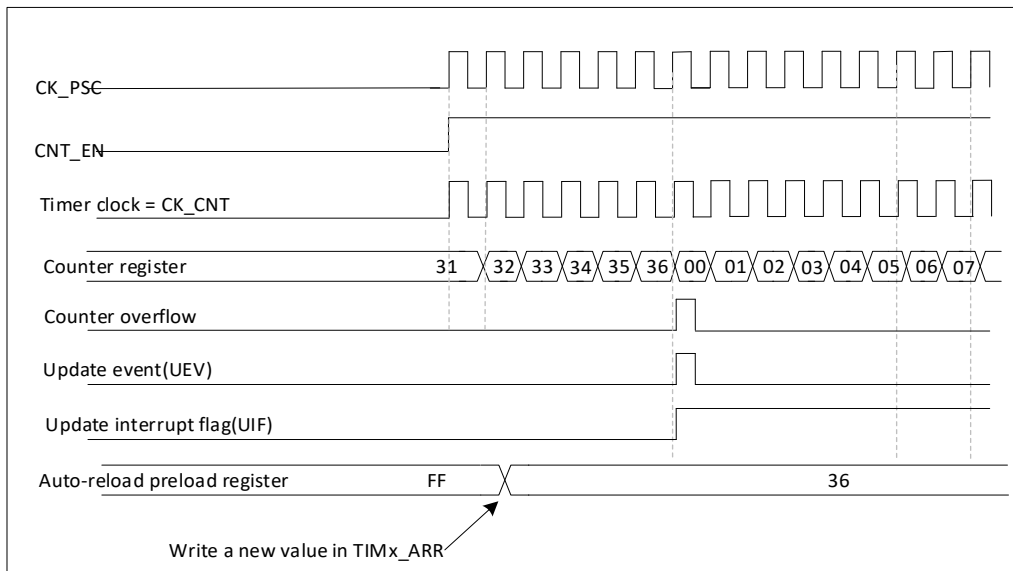 CK_PSC
CNT_EN
Timer clock = CK_CNT
Counter register 31 32 33 34 35 36 00 01 02 03 04 05 06 07
Counter overflow
Update event(UEV)
Update interrupt flag(UIF)
Auto-reload preload register FF 36
Write a new value in TIMx_ARR